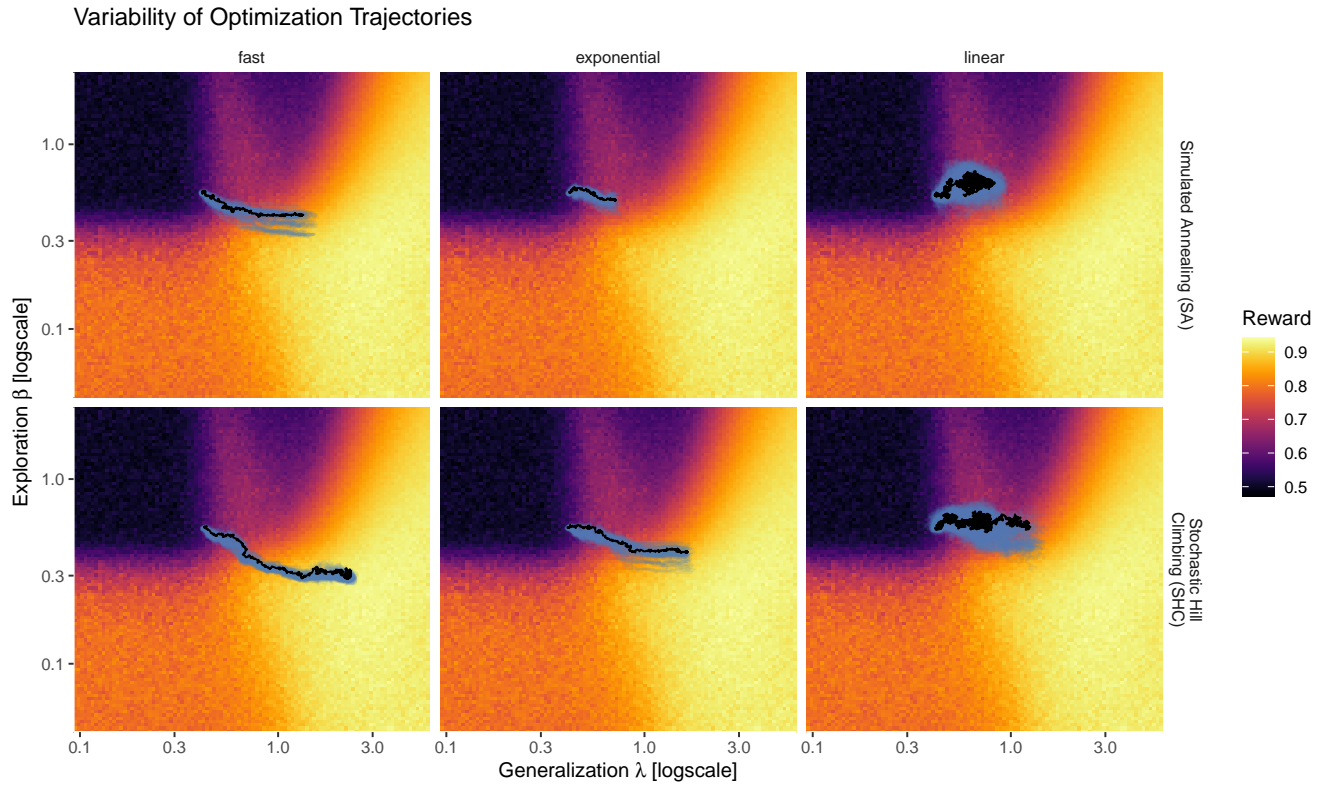 Variability of Optimization Trajectories
fast
exponential
linear
1.0
0.3
0.1
Simulated Annealing (SA)
1.0
0.3
0.1
Stochastic Hill
Climbing (SHC)
Exploration β [logscale]
0.1
0.3
1.0
3.0
0.1
0.3
1.0
3.0
0.1
0.3
1.0
3.0
Generalization λ [logscale]
Reward
0.9
0.8
0.7
0.6
0.5